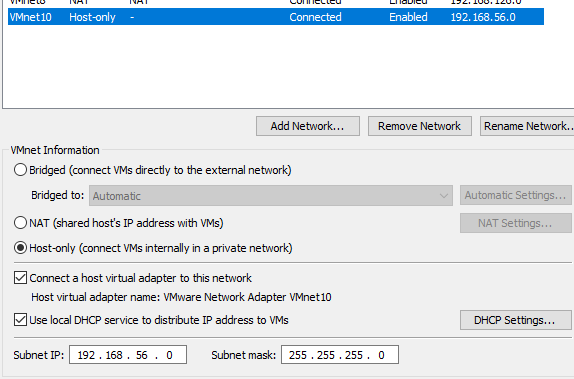 VMnet8 NAT NAT Connected Enabled 192.168.126.0
VMnet10 Host-only - Connected Enabled 192.168.56.0
Add Network... Remove Network Rename Network..
VMnet Information
Bridged (connect VMs directly to the external network)
Bridged to: Automatic Automatic Settings...
NAT (shared host's IP address with VMs) NAT Settings...
Host-only (connect VMs internally in a private network)
Connect a host virtual adapter to this network
Host virtual adapter name: VMware Network Adapter VMnet10
Use local DHCP service to distribute IP address to VMs DHCP Settings...
Subnet IP: 192 . 168 . 56 . 0 Subnet mask: 255 . 255 . 255 . 0